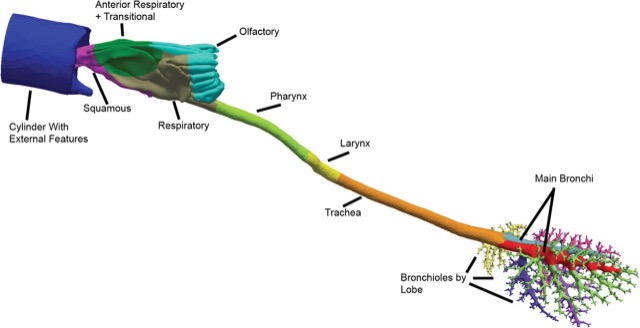 Anterior Respiratory
+ Transitional
Olfactory
Squamous
Cylinder With
External Features
Respiratory
Pharynx
Larynx
Trachea
Main Bronchi
Bronchioles by
Lobe